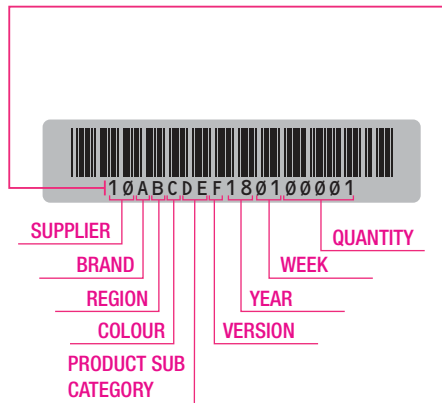 10ABCDEF180100001
SUPPLIER
QUANTITY
BRAND
WEEK
REGION
YEAR
COLOUR
VERSION
PRODUCT SUB
CATEGORY